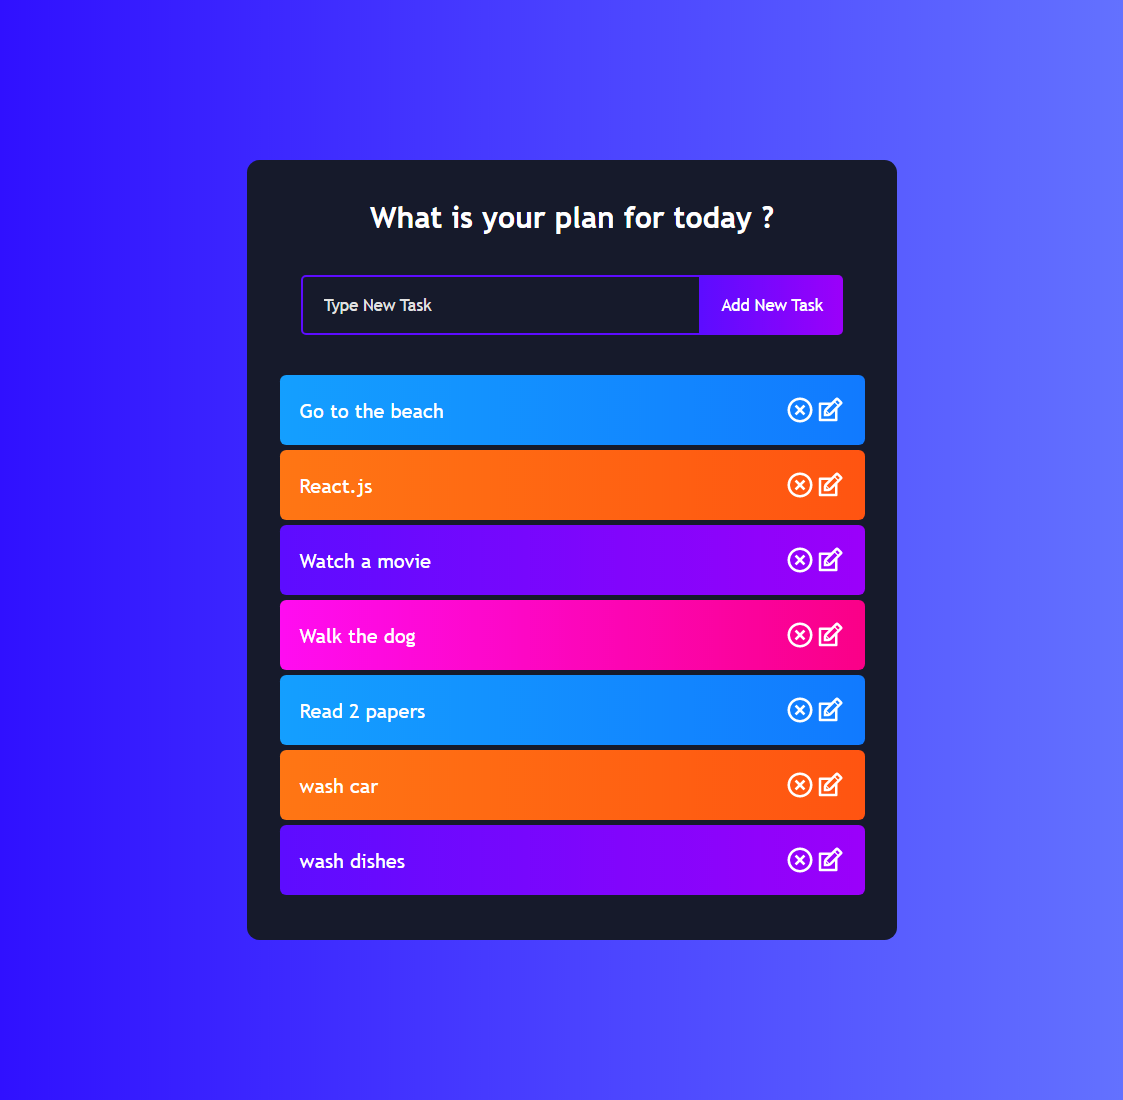 What is your plan for today ?
Type New Task
Add New Task
Go to the beach
React.js
Watch a movie
Walk the dog
Read 2 papers
wash car
wash dishes